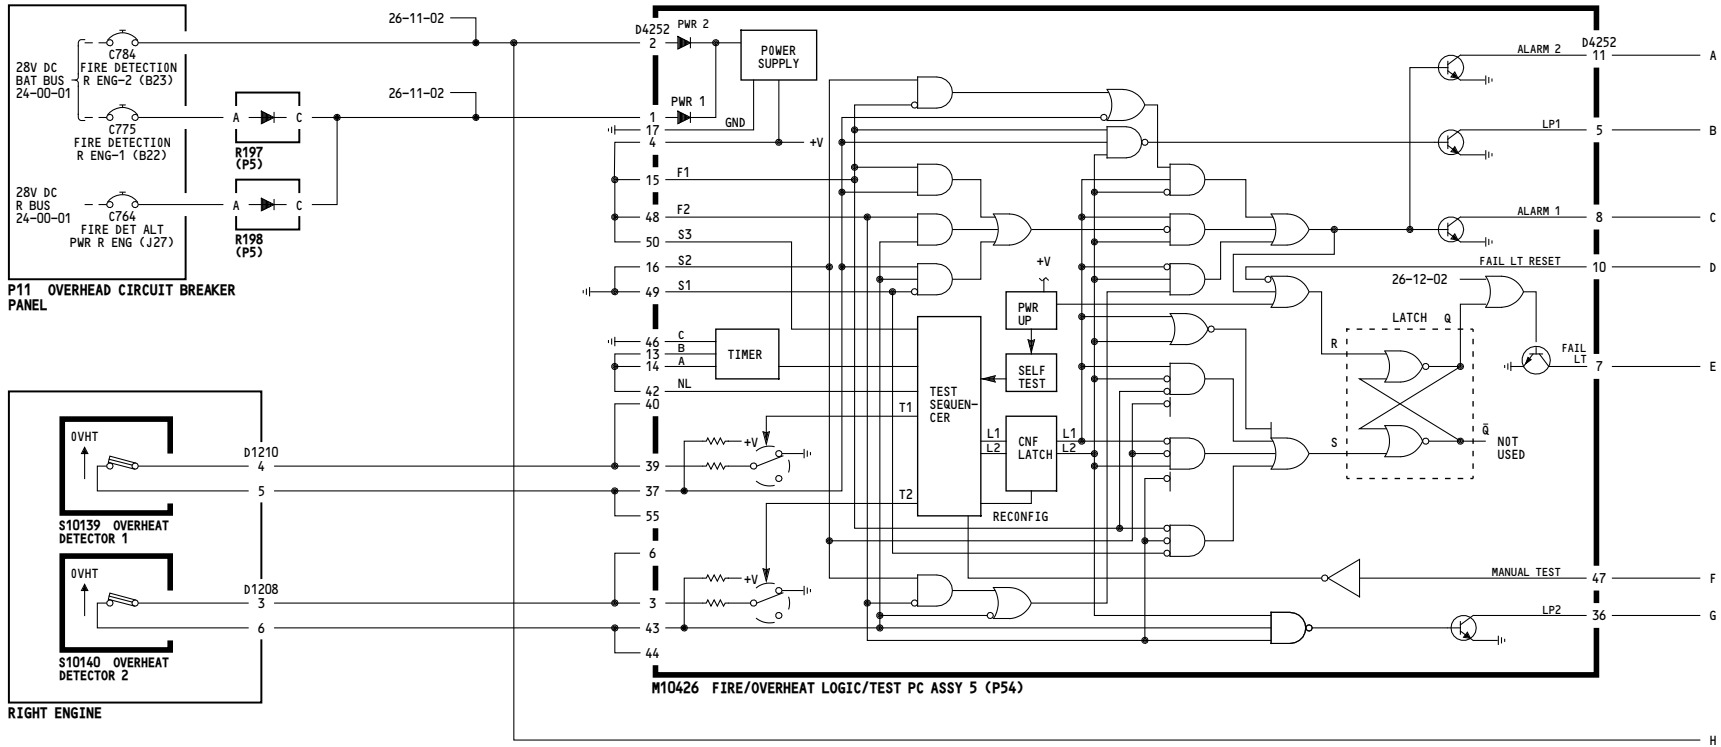 26-11-02
28V DC
BAT BUS
24-00-01
C784
FIRE DETECTION
R ENG-2 (B23)
C775
FIRE DETECTION
R ENG-1 (B22)
28V DC
R BUS
24-00-01
C764
FIRE DET ALT
PWR R ENG (J27)
P11 OVERHEAD CIRCUIT BREAKER
PANEL
26-11-02
A C
R197
(P5)
A C
R198
(P5)
0VHT
D1210
4
5
S10139 OVERHEAT
DETECTOR 1
0VHT
D1208
3
6
S10140 OVERHEAT
DETECTOR 2
RIGHT ENGINE
D4252
2
1
17
4
15
48
50
16
49
46
13
14
42
40
39
37
55
6
3
43
44
PWR 2
PWR 1
GND
POWER
SUPPLY
+V
F1
F2
S3
S2
S1
C
B
A
NL
TIMER
T1
+V
T2
+V
TEST
SEQUEN-
CER
+V
PWR
UP
SELF
TEST
L1
L2
CNF
LATCH
L1
L2
RECONFIG
ALARM 2
LP1
ALARM 1
FAIL LT RESET
26-12-02
LATCH Q
R
S
Q̄
NOT
USED
FAIL
LT
MANUAL TEST
LP2
D4252
11
5
8
10
7
47
36
A
B
C
D
E
F
G
H
M10426 FIRE/OVERHEAT LOGIC/TEST PC ASSY 5 (P54)